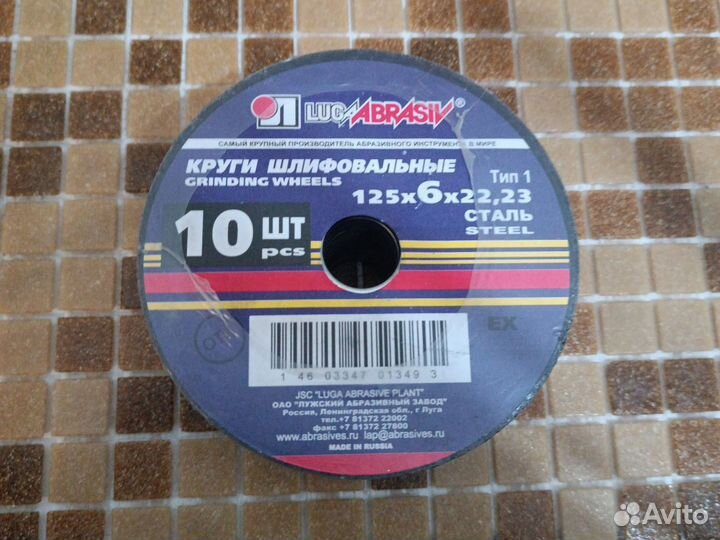 LUGAABRASIV®
САМЫЙ КРУПНЫЙ ПРОИЗВОДИТЕЛЬ АБРАЗИВНОГО ИНСТРУМЕНТА В МИРЕ
КРУГИ ШЛИФОВАЛЬНЫЕ
GRINDING WHEELS
Тип 1
125x6x22,23
СТАЛЬ
STEEL
10 ШТ
pcs
ОТК
EX
1 46 03347 01349 3
JSC "LUGA ABRASIVE PLANT"
ОАО "ЛУЖСКИЙ АБРАЗИВНЫЙ ЗАВОД"
Россия, Ленинградская обл., г Луга
тел.+7 81372 22002
факс +7 81372 27800
www.abrasives.ru lap@abrasives.ru
MADE IN RUSSIA
Avito